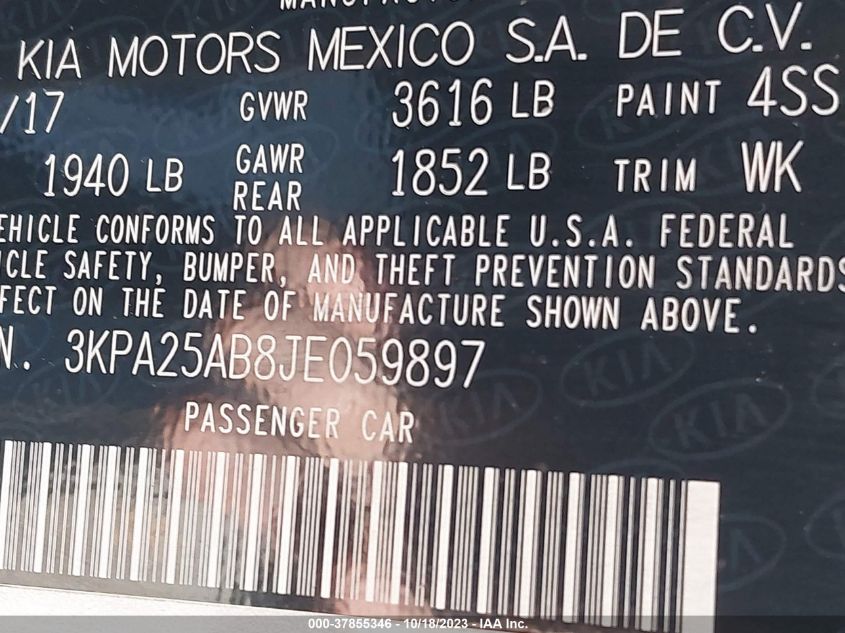 KIA MOTORS MEXICO S.A. DE C.V.
/17 GVWR 3616 LB PAINT 4SS
1940 LB GAWR REAR 1852 LB TRIM WK
EHICLE CONFORMS TO ALL APPLICABLE U.S.A. FEDERAL
ICLE SAFETY, BUMPER, AND THEFT PREVENTION STANDARDS
FFECT ON THE DATE OF MANUFACTURE SHOWN ABOVE.
N. 3KPA25AB8JE059897
PASSENGER CAR
000-37855346 - 10/18/2023 - IAA Inc.